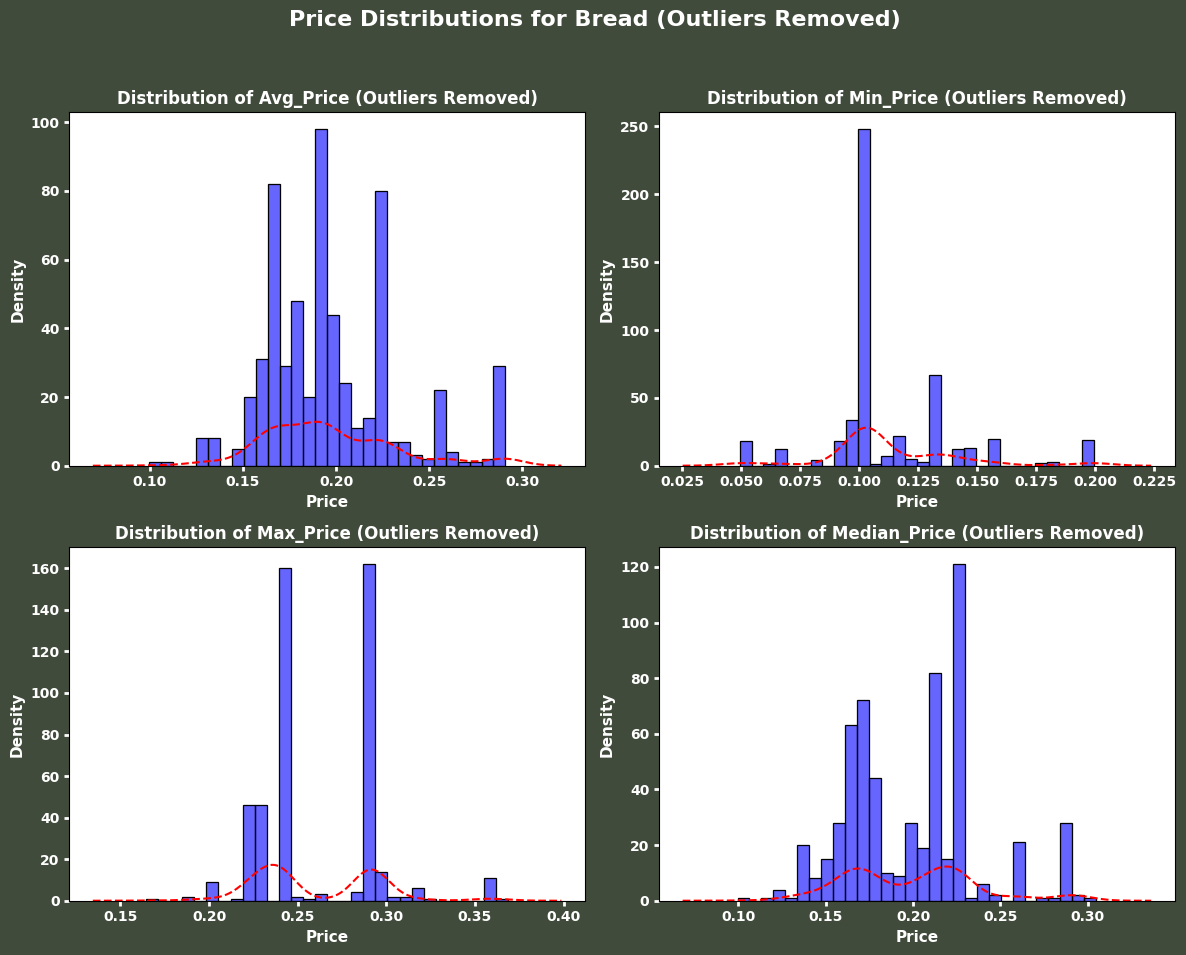 Price Distributions for Bread (Outliers Removed)
Distribution of Avg_Price (Outliers Removed)
100
80
60
40
20
0
Density
0.10 0.15 0.20 0.25 0.30
Price
Distribution of Min_Price (Outliers Removed)
250
200
150
100
50
0
Density
0.025 0.050 0.075 0.100 0.125 0.150 0.175 0.200 0.225
Price
Distribution of Max_Price (Outliers Removed)
160
140
120
100
80
60
40
20
0
Density
0.15 0.20 0.25 0.30 0.35 0.40
Price
Distribution of Median_Price (Outliers Removed)
120
100
80
60
40
20
0
Density
0.10 0.15 0.20 0.25 0.30
Price